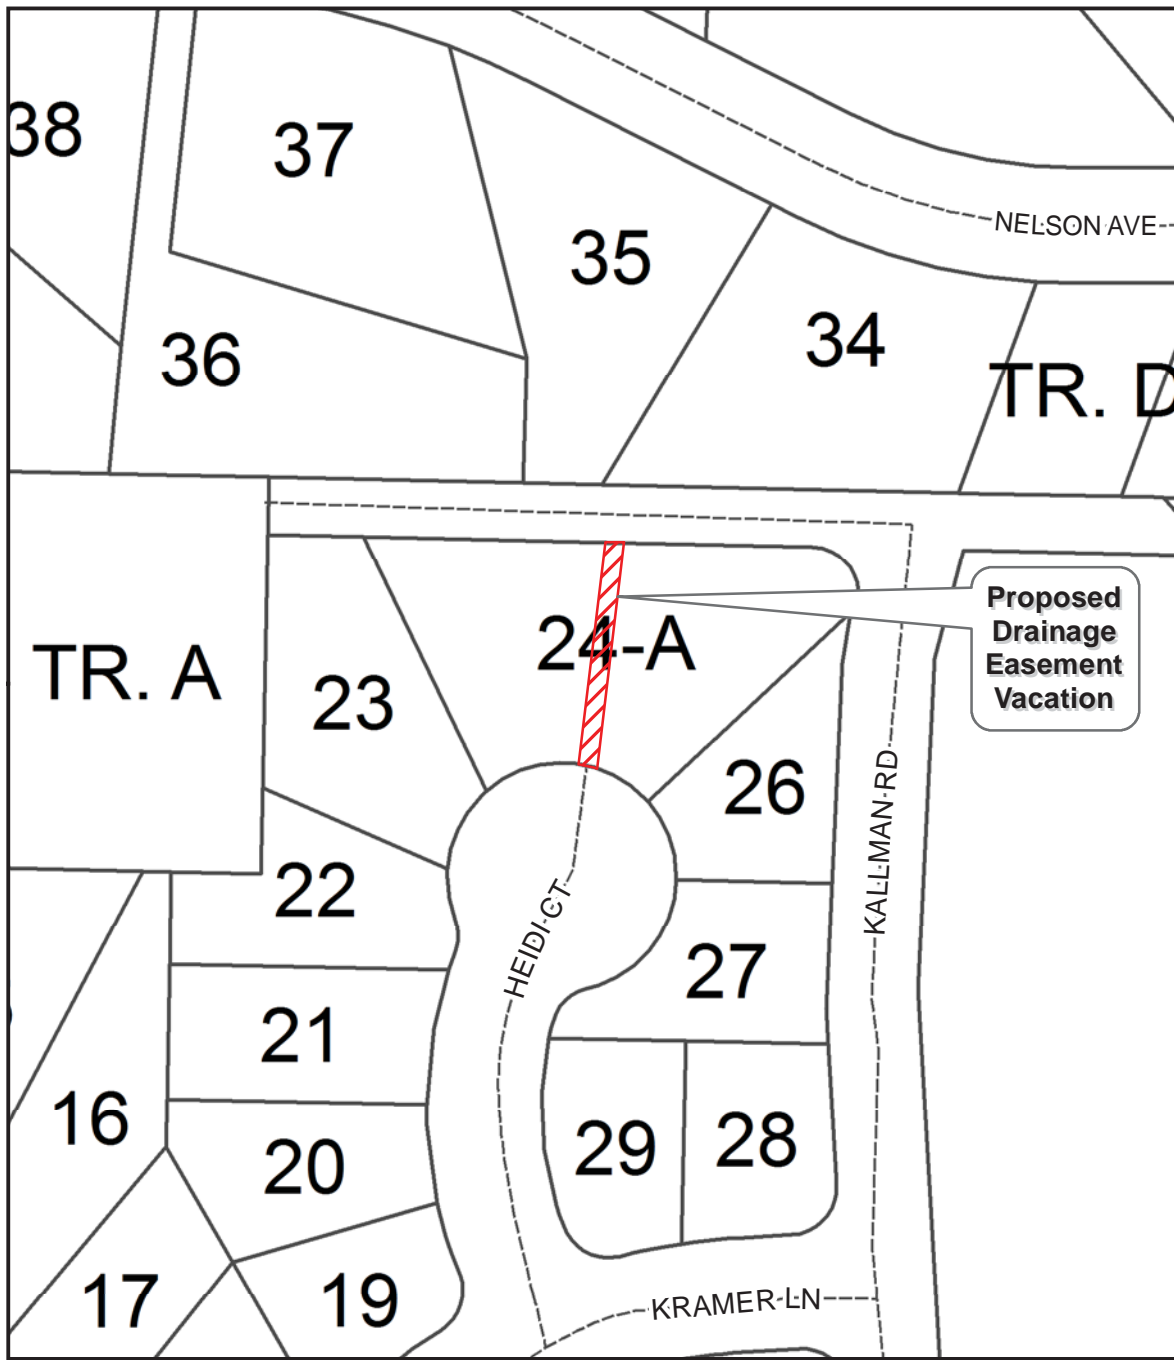 38
37
35
NELSON AVE
34
36
TR. D
Proposed
Drainage
Easement
Vacation
24-A
TR. A
23
26
KALLMAN RD
22
HEIDI CT
27
21
16
29
28
20
17
19
KRAMER LN